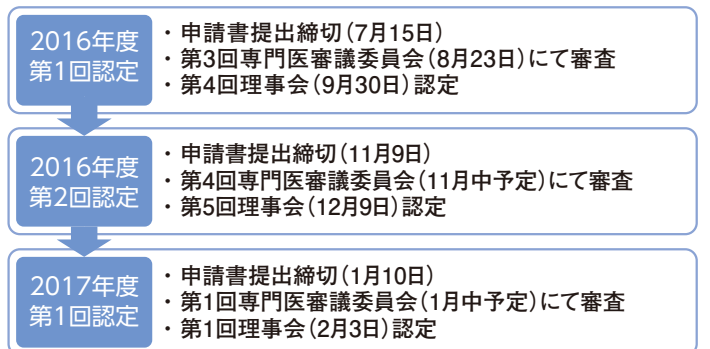 2016年度
第1回認定
・ 申請書提出締切(7月15日)
・ 第3回専門医審議委員会(8月23日)にて審査
・ 第4回理事会(9月30日)認定
2016年度
第2回認定
・ 申請書提出締切(11月9日)
・ 第4回専門医審議委員会(11月中予定)にて審査
・ 第5回理事会(12月9日)認定
2017年度
第1回認定
・ 申請書提出締切(1月10日)
・ 第1回専門医審議委員会(1月中予定)にて審査
・ 第1回理事会(2月3日)認定